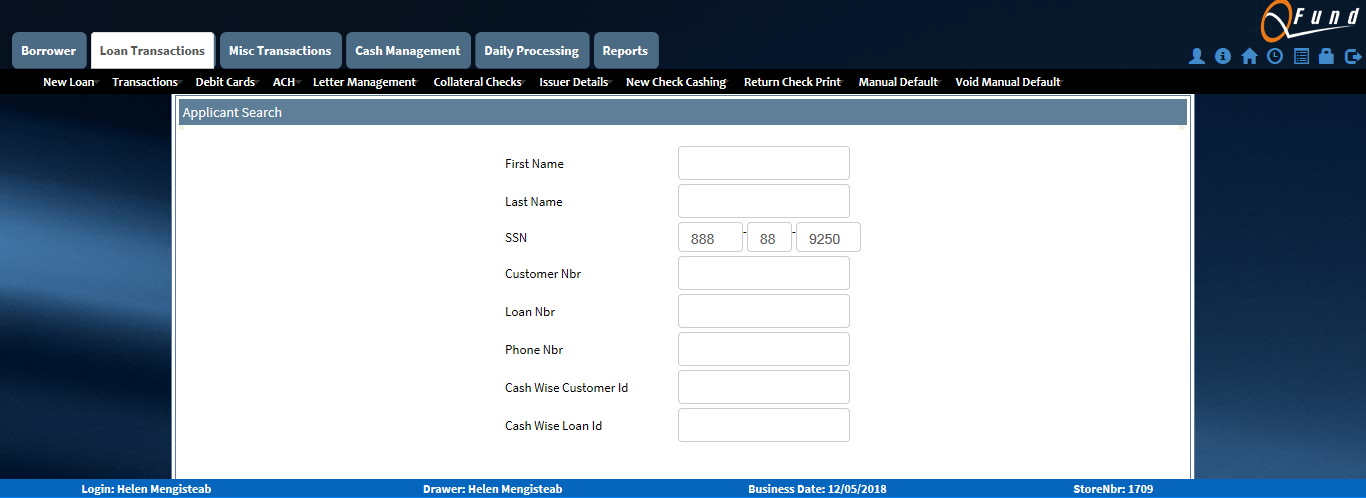 QFund
Borrower Loan Transactions Misc Transactions Cash Management Daily Processing Reports
New Loan Transactions Debit Cards ACH Letter Management Collateral Checks Issuer Details New Check Cashing Return Check Print Manual Default Void Manual Default
Applicant Search
First Name
Last Name
SSN 888 - 88 - 9250
Customer Nbr
Loan Nbr
Phone Nbr
Cash Wise Customer Id
Cash Wise Loan Id
Login: Helen Mengisteab Drawer: Helen Mengisteab Business Date: 12/05/2018 StoreNbr: 1709